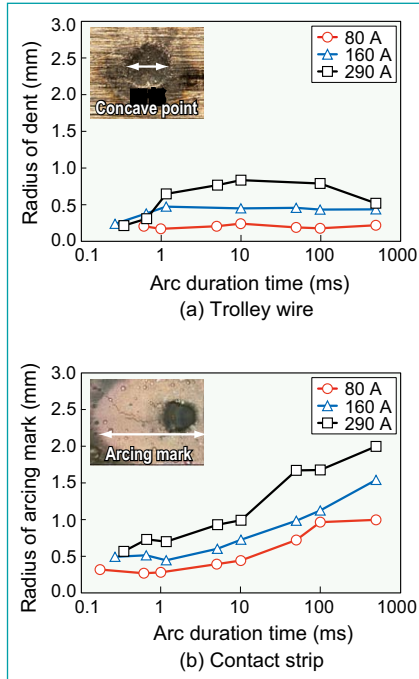 3.0
2.5
2.0
1.5
1.0
0.5
0.0
Radius of dent (mm)
Concave point
80 A
160 A
290 A
0.1
1
10
100
1000
Arc duration time (ms)
(a) Trolley wire
3.0
2.5
2.0
1.5
1.0
0.5
0.0
Radius of arcing mark (mm)
Arcing mark
80 A
160 A
290 A
0.1
1
10
100
1000
Arc duration time (ms)
(b) Contact strip